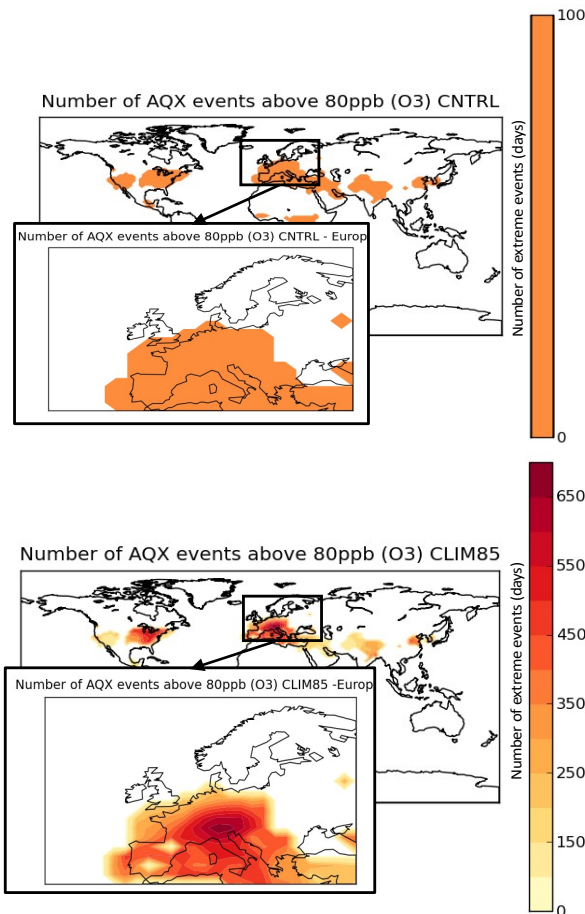 100
Number of AQX events above 80ppb (O3) CNTRL
Number of extreme events (days)
Number of AQX events above 80ppb (O3) CNTRL - Europ
0
650
Number of AQX events above 80ppb (O3) CLIM85
550
Number of extreme events (days)
450
Number of AQX events above 80ppb (O3) CLIM85 -Europ
350
250
150
0